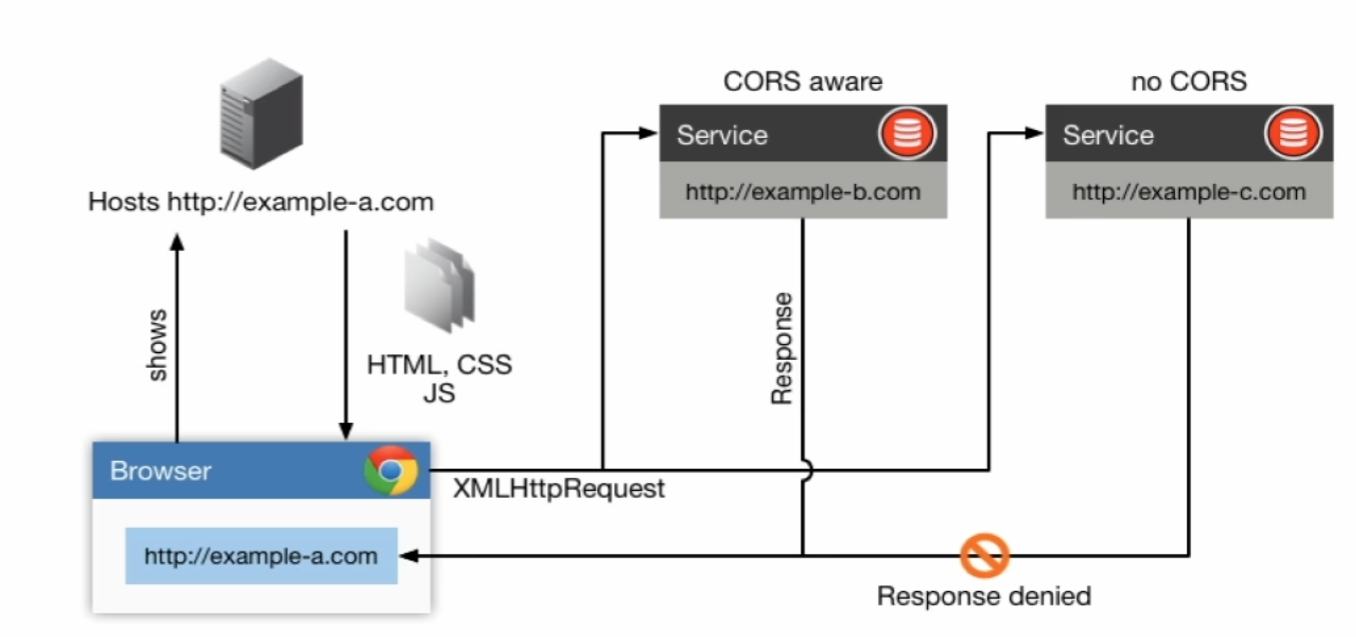 CORS aware
no CORS
Service
Service
http://example-b.com
http://example-c.com
Hosts http://example-a.com
shows
HTML, CSS
JS
Response
Browser
XMLHttpRequest
http://example-a.com
Response denied